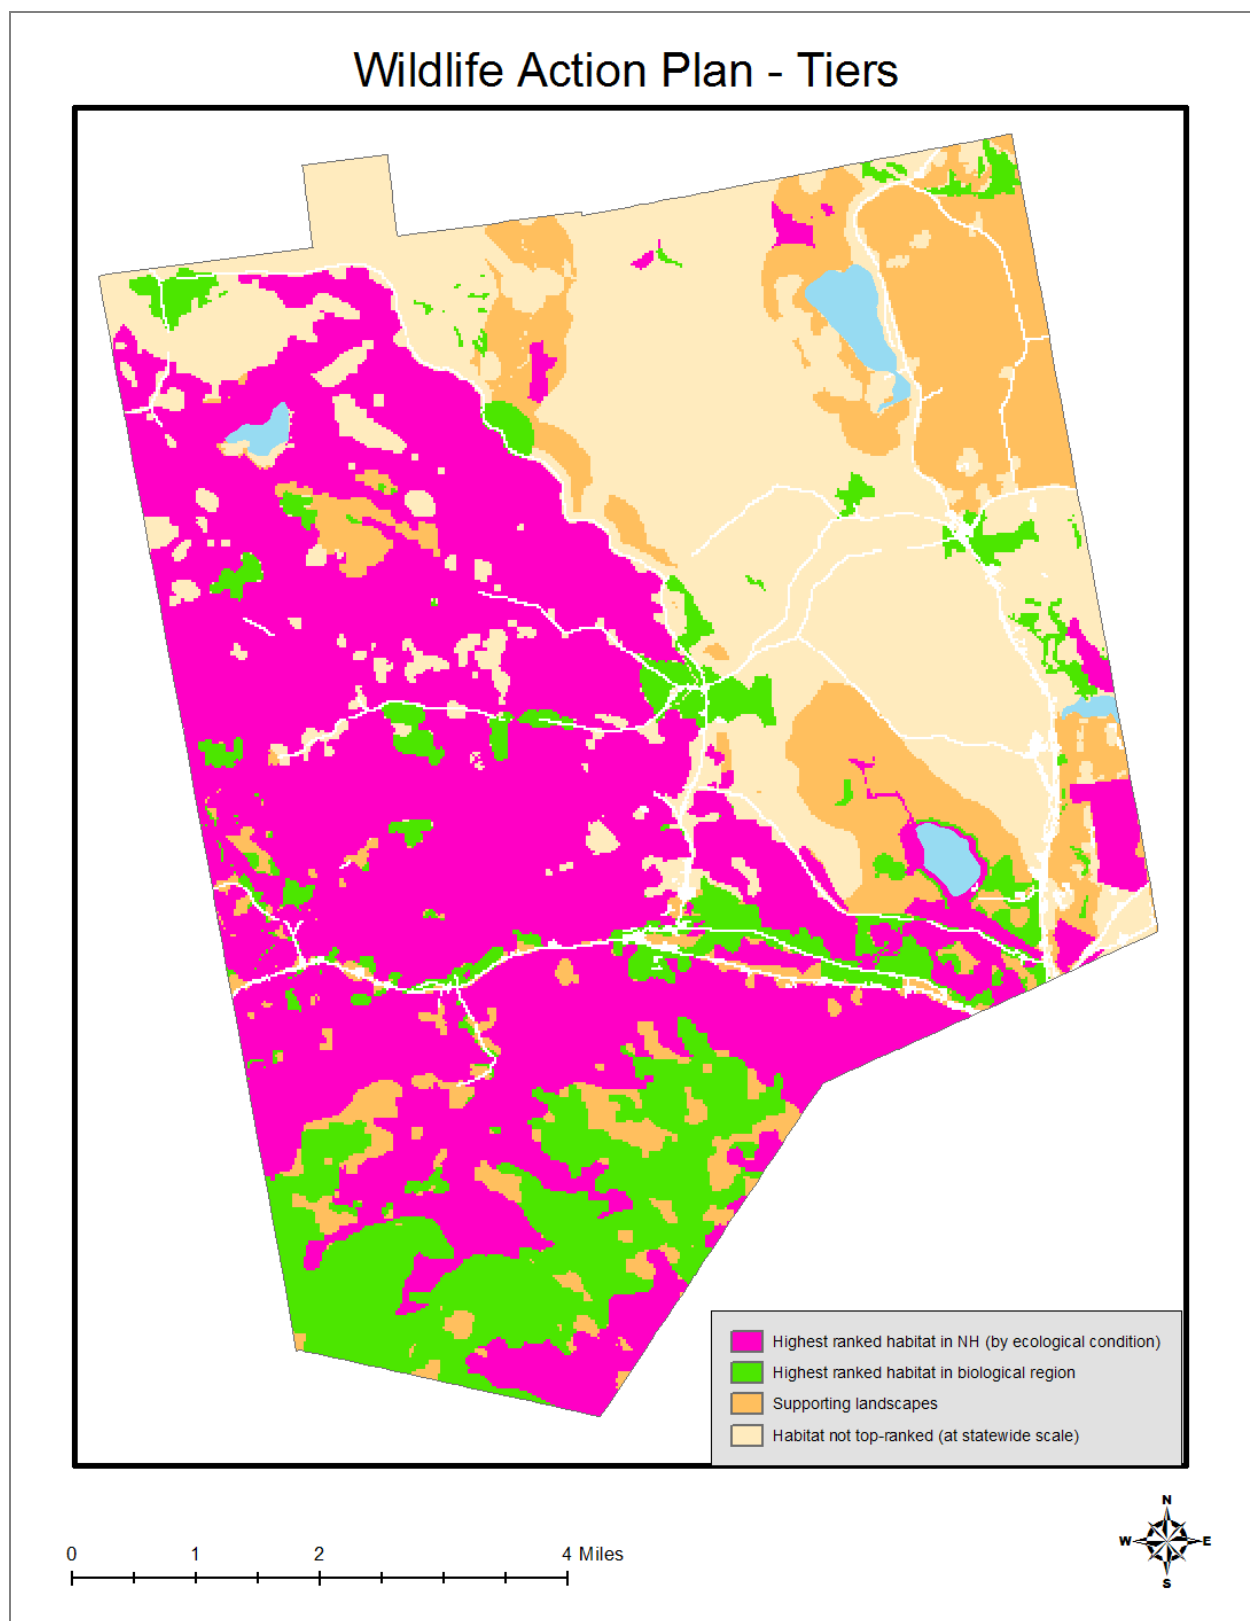 Wildlife Action Plan - Tiers
Highest ranked habitat in NH (by ecological condition)
Highest ranked habitat in biological region
Supporting landscapes
Habitat not top-ranked (at statewide scale)
0 1 2 4 Miles
N
W E
S